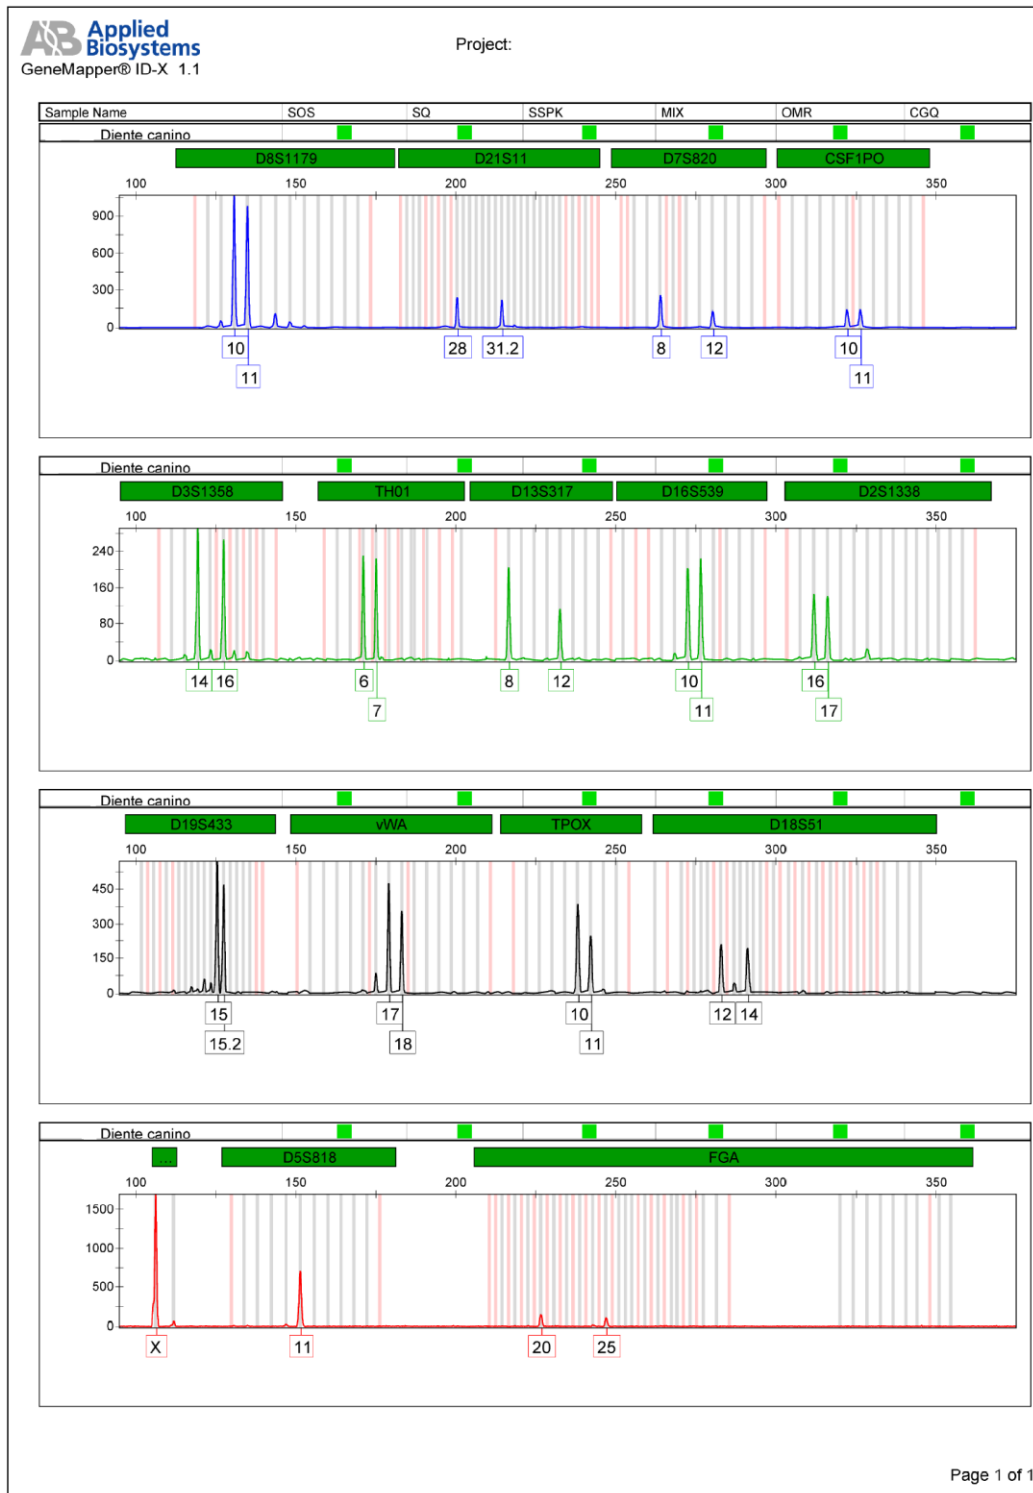 AB Applied Biosystems
GeneMapper® ID-X 1.1
Project:
Sample Name SOS SQ SSPK MIX OMR CGQ
Diente canino
D8S1179 D21S11 D7S820 CSF1PO
100 150 200 250 300 350
900
600
300
0
10 28 31.2 8 12 10
11 11
Diente canino
D3S1358 TH01 D13S317 D16S539 D2S1338
100 150 200 250 300 350
240
160
80
0
14 16 6 8 12 10 16
7 11 17
Diente canino
D19S433 vWA TPOX D18S51
100 150 200 250 300 350
450
300
150
0
15 17 10 12 14
15.2 18 11
Diente canino
... D5S818 FGA
100 150 200 250 300 350
1500
1000
500
0
X 11 20 25
Page 1 of 1